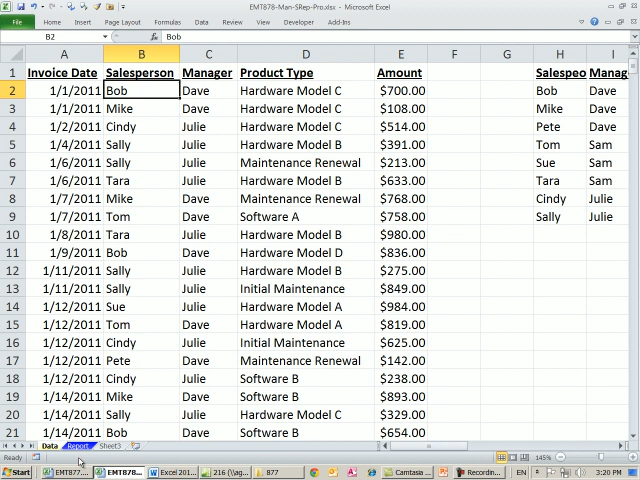 EMT878-Man-SRep-Pro.xlsx - Microsoft Excel
File Home Insert Page Layout Formulas Data Review View Developer Add-Ins
B2 fx Bob
A B C D E F G H I
1 Invoice Date Salesperson Manager Product Type Amount Salespeo Manag
2 1/1/2011 Bob Dave Hardware Model C $700.00 Bob Dave
3 1/1/2011 Mike Dave Hardware Model C $108.00 Mike Dave
4 1/2/2011 Cindy Julie Hardware Model C $514.00 Pete Dave
5 1/4/2011 Sally Julie Hardware Model B $391.00 Tom Sam
6 1/6/2011 Sally Julie Maintenance Renewal $213.00 Sue Sam
7 1/6/2011 Tara Julie Hardware Model B $633.00 Tara Sam
8 1/7/2011 Mike Dave Maintenance Renewal $768.00 Cindy Julie
9 1/7/2011 Tom Dave Software A $758.00 Sally Julie
10 1/8/2011 Tara Julie Hardware Model B $980.00
11 1/9/2011 Bob Dave Hardware Model D $836.00
12 1/11/2011 Sally Julie Hardware Model B $275.00
13 1/11/2011 Sally Julie Initial Maintenance $849.00
14 1/12/2011 Sue Julie Hardware Model A $984.00
15 1/12/2011 Tom Dave Hardware Model A $819.00
16 1/12/2011 Cindy Julie Initial Maintenance $625.00
17 1/12/2011 Pete Dave Maintenance Renewal $142.00
18 1/12/2011 Cindy Julie Software B $238.00
19 1/14/2011 Mike Dave Software B $893.00
20 1/14/2011 Sally Julie Hardware Model C $329.00
21 1/14/2011 Bob Dave Software B $654.00
Data Report Sheet3
145%
Start EMT877... EMT878... Excel 201... 216 (\\ag... 877 Camtasia ... Recordin... EN 3:20 PM